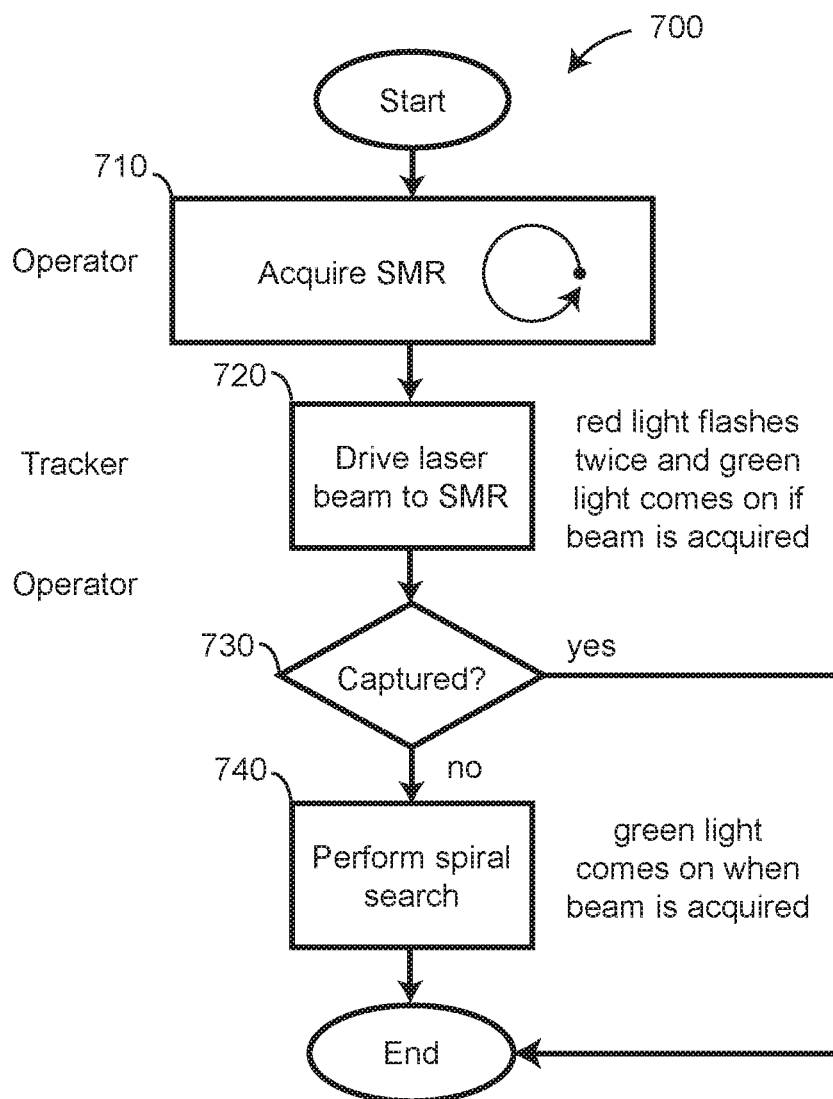 700
Start
710
Operator
Acquire SMR
720
Tracker
Drive laser
beam to SMR
red light flashes
twice and green
light comes on if
beam is acquired
Operator
730
Captured?
yes
no
740
Perform spiral
search
green light
comes on when
beam is acquired
End